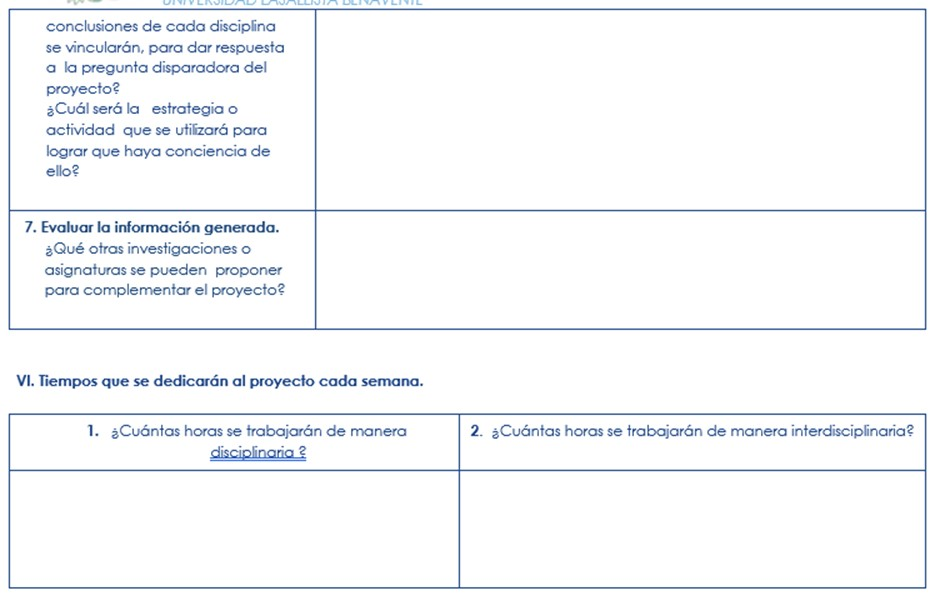 UNIVERSIDAD LASALLISTA BENAVENTE
conclusiones de cada disciplina
se vincularán, para dar respuesta
a la pregunta disparadora del
proyecto?
¿Cuál será la estrategia o
actividad que se utilizará para
lograr que haya conciencia de
ello?
7. Evaluar la información generada.
¿Qué otras investigaciones o
asignaturas se pueden proponer
para complementar el proyecto?
VI. Tiempos que se dedicarán al proyecto cada semana.
1. ¿Cuántas horas se trabajarán de manera
disciplinaria ?
2. ¿Cuántas horas se trabajarán de manera interdisciplinaria?